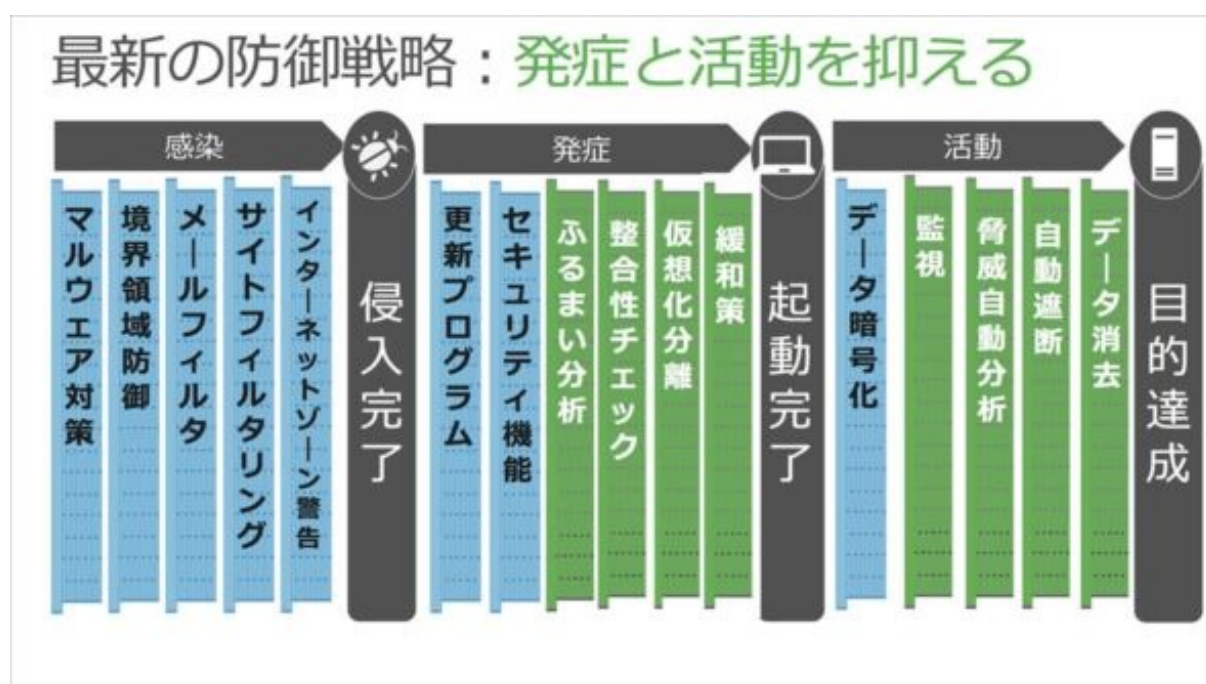 最新の防御戦略：発症と活動を抑える
感染
マルウェア対策
境界領域防御
メールフィルタ
サイトフィルタリング
インターネットゾーン警告
侵入完了
発症
更新プログラム
セキュリティ機能
ふるまい分析
整合性チェック
仮想化分離
緩和策
起動完了
活動
データ暗号化
監視
脅威自動分析
自動遮断
データ消去
目的達成